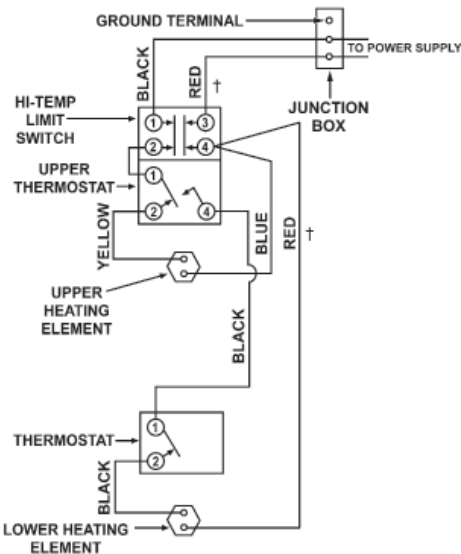 GROUND TERMINAL
TO POWER SUPPLY
BLACK
RED
†
JUNCTION
BOX
HI-TEMP
LIMIT
SWITCH
1
3
2
4
UPPER
THERMOSTAT
1
2
4
YELLOW
BLUE
RED
†
UPPER
HEATING
ELEMENT
BLACK
THERMOSTAT
1
2
BLACK
LOWER HEATING
ELEMENT